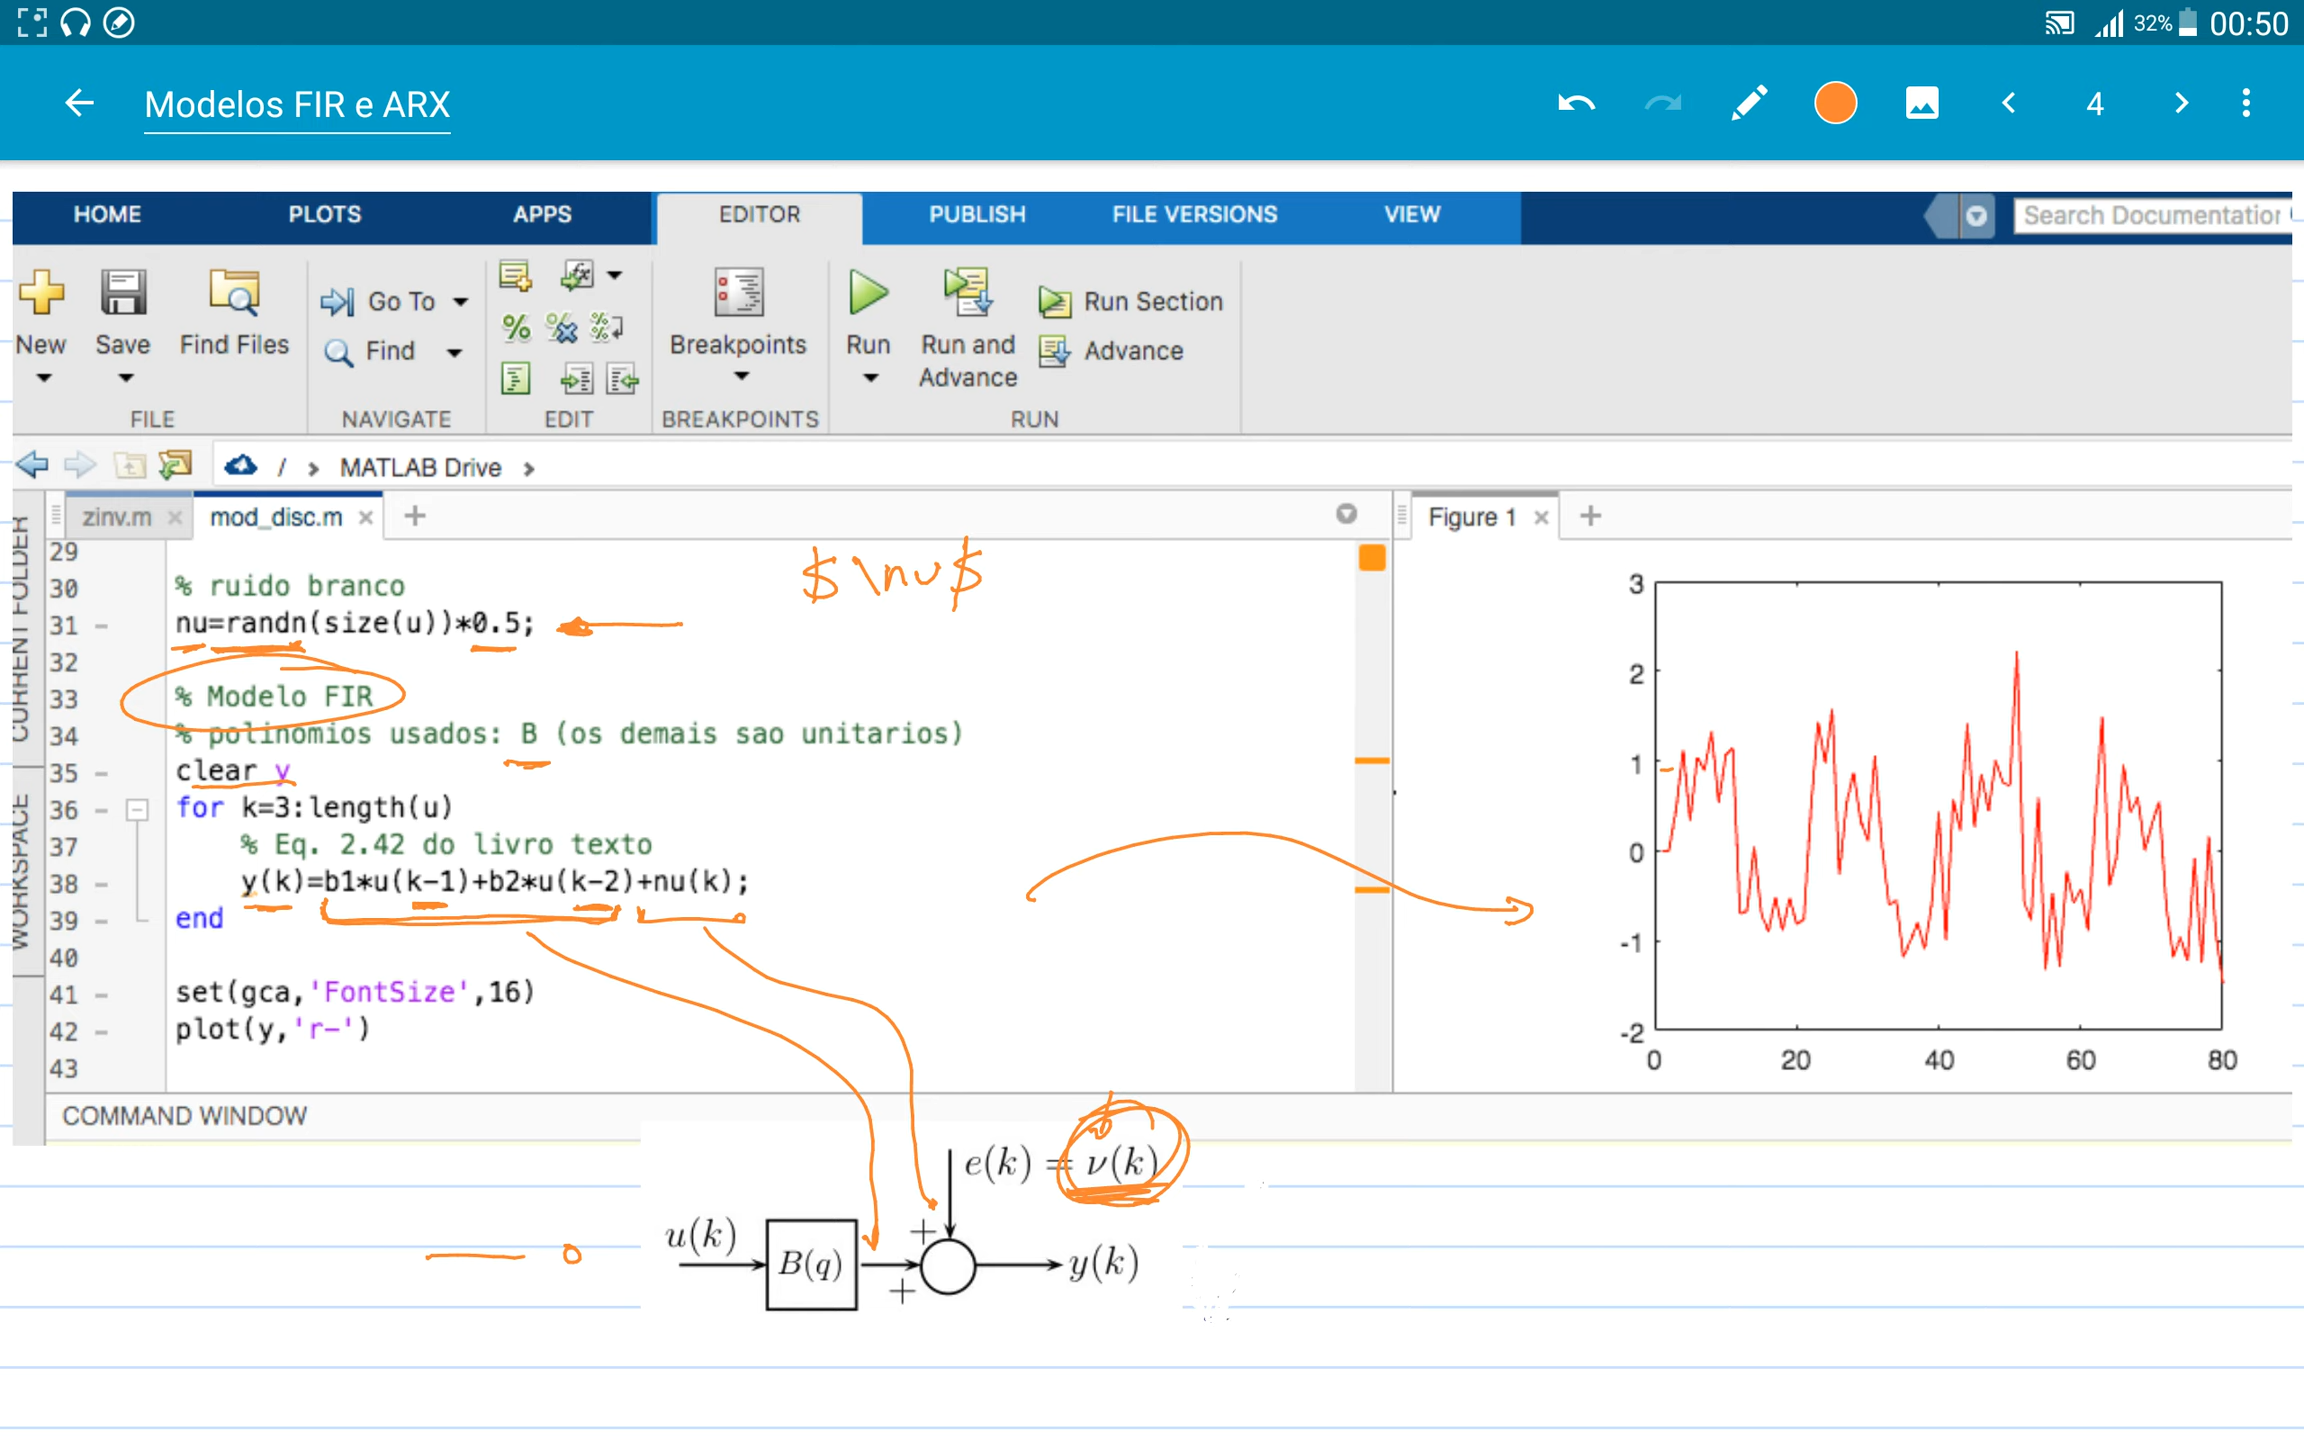 32% 00:50
Modelos FIR e ARX 4
HOME PLOTS APPS EDITOR PUBLISH FILE VERSIONS VIEW Search Documentation
New Save Find Files Go To Find Breakpoints Run Run and Advance Run Section Advance
FILE NAVIGATE EDIT BREAKPOINTS RUN
/ > MATLAB Drive >
zinv.m × mod_disc.m × + Figure 1 × +
CURRENT FOLDER
WORKSPACE
$\nu$
29
30 % ruido branco
31 – nu=randn(size(u))*0.5;
32
33 % Modelo FIR
34 % polinomios usados: B (os demais sao unitarios)
35 – clear y
36 – for k=3:length(u)
37 % Eq. 2.42 do livro texto
38 – y(k)=b1*u(k-1)+b2*u(k-2)+nu(k);
39 – end
40
41 – set(gca,'FontSize',16)
42 – plot(y,'r-')
43
3
2
1
0
-1
-2
0 20 40 60 80
COMMAND WINDOW
e(k) = ν(k)
u(k) B(q) + + y(k)